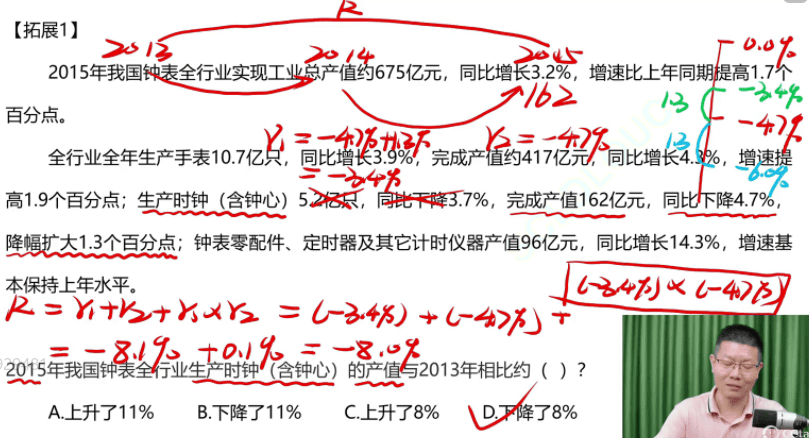 R
【拓展1】
2013 2014 2015
0.0%
2015年我国钟表全行业实现工业总产值约675亿元，同比增长3.2%，增速比上年同期提高1.7个
162
1.3
-3.4%
百分点。
-4.7%
r₁=-4.7%+1.3%
r₂=-4.7%
1.3
全行业全年生产手表10.7亿只，同比增长3.9%，完成产值约417亿元，同比增长4.3%，增速提
=-3.4%
-6.0%
高1.9个百分点；生产时钟（含钟心）5.2亿只，同比下降3.7%，完成产值162亿元，同比下降4.7%，
降幅扩大1.3个百分点；钟表零配件、定时器及其它计时仪器产值96亿元，同比增长14.3%，增速基
本保持上年水平。
R=r₁+r₂+r₁×r₂=(-3.4%)+(-4.7%)+(-3.4%)×(-4.7%)
=-8.1%+0.1%=-8.0%
2015年我国钟表全行业生产时钟（含钟心）的产值与2013年相比约（ ）？
A.上升了11% B.下降了11% C.上升了8% D.下降了8%